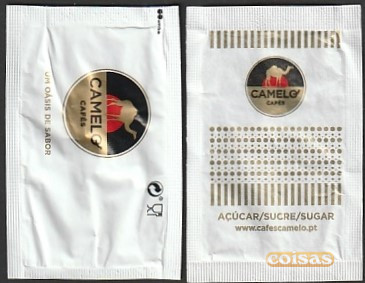 CAMELO
CAFÉS
UM OÁSIS DE SABOR
CAMELO
CAFÉS
AÇÚCAR/SUCRE/SUGAR
www.cafescamelo.pt
coisas